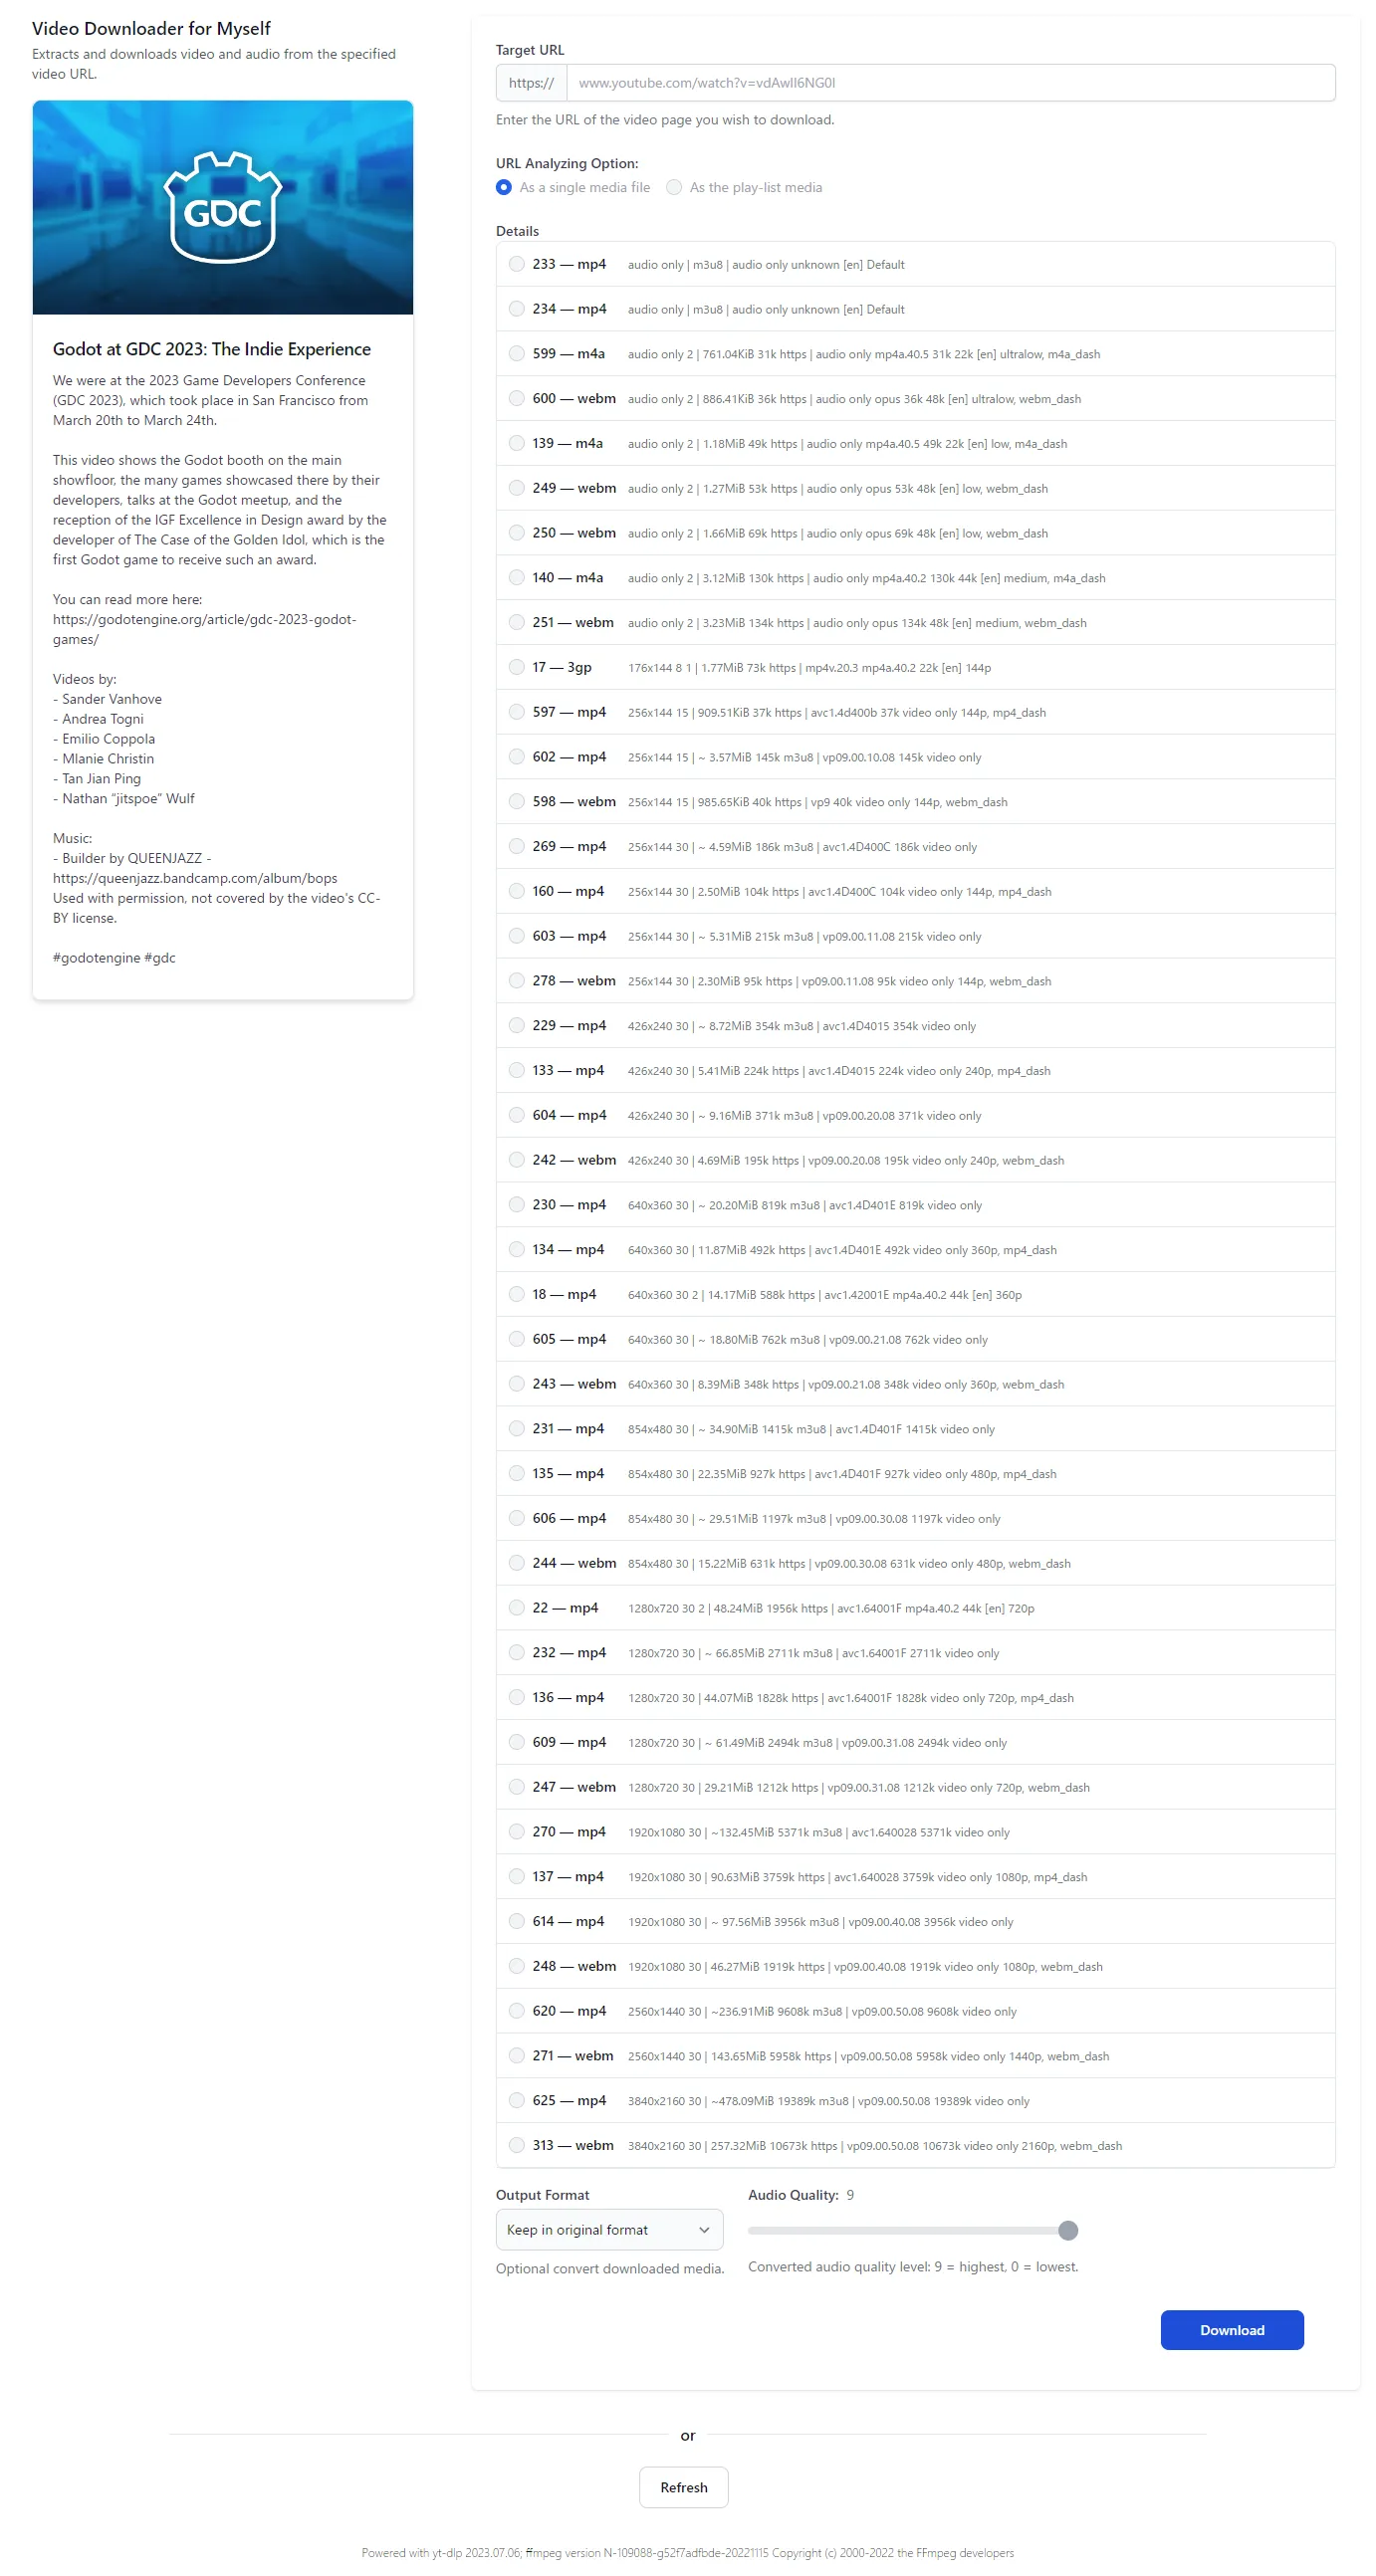 Video Downloader for Myself
Extracts and downloads video and audio from the specified
video URL.
GDC
Godot at GDC 2023: The Indie Experience
We were at the 2023 Game Developers Conference
(GDC 2023), which took place in San Francisco from
March 20th to March 24th.
This video shows the Godot booth on the main
showfloor, the many games showcased there by their
developers, talks at the Godot meetup, and the
reception of the IGF Excellence in Design award by the
developer of The Case of the Golden Idol, which is the
first Godot game to receive such an award.
You can read more here:
https://godotengine.org/article/gdc-2023-godot-
games/
Videos by:
- Sander Vanhove
- Andrea Togni
- Emilio Coppola
- Mlanie Christin
- Tan Jian Ping
- Nathan "jitspoe" Wulf
Music:
- Builder by QUEENJAZZ -
https://queenjazz.bandcamp.com/album/bops
Used with permission, not covered by the video's CC-
BY license.
#godotengine #gdc
Target URL
https:// www.youtube.com/watch?v=vdAwII6NG0I
Enter the URL of the video page you wish to download.
URL Analyzing Option:
As a single media file As the play-list media
Details
233 — mp4 audio only | m3u8 | audio only unknown [en] Default
234 — mp4 audio only | m3u8 | audio only unknown [en] Default
599 — m4a audio only 2 | 761.04KiB 31k https | audio only mp4a.40.5 31k 22k [en] ultralow, m4a_dash
600 — webm audio only 2 | 886.41KiB 36k https | audio only opus 36k 48k [en] ultralow, webm_dash
139 — m4a audio only 2 | 1.18MiB 49k https | audio only mp4a.40.5 49k 22k [en] low, m4a_dash
249 — webm audio only 2 | 1.27MiB 53k https | audio only opus 53k 48k [en] low, webm_dash
250 — webm audio only 2 | 1.66MiB 69k https | audio only opus 69k 48k [en] low, webm_dash
140 — m4a audio only 2 | 3.12MiB 130k https | audio only mp4a.40.2 130k 44k [en] medium, m4a_dash
251 — webm audio only 2 | 3.23MiB 134k https | audio only opus 134k 48k [en] medium, webm_dash
17 — 3gp 176x144 8 1 | 1.77MiB 73k https | mp4v.20.3 mp4a.40.2 22k [en] 144p
597 — mp4 256x144 15 | 909.51KiB 37k https | avc1.4d400b 37k video only 144p, mp4_dash
602 — mp4 256x144 15 | ~ 3.57MiB 145k m3u8 | vp09.00.10.08 145k video only
598 — webm 256x144 15 | 985.65KiB 40k https | vp9 40k video only 144p, webm_dash
269 — mp4 256x144 30 | ~ 4.59MiB 186k m3u8 | avc1.4D400C 186k video only
160 — mp4 256x144 30 | 2.50MiB 104k https | avc1.4D400C 104k video only 144p, mp4_dash
603 — mp4 256x144 30 | ~ 5.31MiB 215k m3u8 | vp09.00.11.08 215k video only
278 — webm 256x144 30 | 2.30MiB 95k https | vp09.00.11.08 95k video only 144p, webm_dash
229 — mp4 426x240 30 | ~ 8.72MiB 354k m3u8 | avc1.4D4015 354k video only
133 — mp4 426x240 30 | 5.41MiB 224k https | avc1.4D4015 224k video only 240p, mp4_dash
604 — mp4 426x240 30 | ~ 9.16MiB 371k m3u8 | vp09.00.20.08 371k video only
242 — webm 426x240 30 | 4.69MiB 195k https | vp09.00.20.08 195k video only 240p, webm_dash
230 — mp4 640x360 30 | ~ 20.20MiB 819k m3u8 | avc1.4D401E 819k video only
134 — mp4 640x360 30 | 11.87MiB 492k https | avc1.4D401E 492k video only 360p, mp4_dash
18 — mp4 640x360 30 2 | 14.17MiB 588k https | avc1.42001E mp4a.40.2 44k [en] 360p
605 — mp4 640x360 30 | ~ 18.80MiB 762k m3u8 | vp09.00.21.08 762k video only
243 — webm 640x360 30 | 8.39MiB 348k https | vp09.00.21.08 348k video only 360p, webm_dash
231 — mp4 854x480 30 | ~ 34.90MiB 1415k m3u8 | avc1.4D401F 1415k video only
135 — mp4 854x480 30 | 22.35MiB 927k https | avc1.4D401F 927k video only 480p, mp4_dash
606 — mp4 854x480 30 | ~ 29.51MiB 1197k m3u8 | vp09.00.30.08 1197k video only
244 — webm 854x480 30 | 15.22MiB 631k https | vp09.00.30.08 631k video only 480p, webm_dash
22 — mp4 1280x720 30 2 | 48.24MiB 1956k https | avc1.64001F mp4a.40.2 44k [en] 720p
232 — mp4 1280x720 30 | ~ 66.85MiB 2711k m3u8 | avc1.64001F 2711k video only
136 — mp4 1280x720 30 | 44.07MiB 1828k https | avc1.64001F 1828k video only 720p, mp4_dash
609 — mp4 1280x720 30 | ~ 61.49MiB 2494k m3u8 | vp09.00.31.08 2494k video only
247 — webm 1280x720 30 | 29.21MiB 1212k https | vp09.00.31.08 1212k video only 720p, webm_dash
270 — mp4 1920x1080 30 | ~132.45MiB 5371k m3u8 | avc1.640028 5371k video only
137 — mp4 1920x1080 30 | 90.63MiB 3759k https | avc1.640028 3759k video only 1080p, mp4_dash
614 — mp4 1920x1080 30 | ~ 97.56MiB 3956k m3u8 | vp09.00.40.08 3956k video only
248 — webm 1920x1080 30 | 46.27MiB 1919k https | vp09.00.40.08 1919k video only 1080p, webm_dash
620 — mp4 2560x1440 30 | ~236.91MiB 9608k m3u8 | vp09.00.50.08 9608k video only
271 — webm 2560x1440 30 | 143.65MiB 5958k https | vp09.00.50.08 5958k video only 1440p, webm_dash
625 — mp4 3840x2160 30 | ~478.09MiB 19389k m3u8 | vp09.00.50.08 19389k video only
313 — webm 3840x2160 30 | 257.32MiB 10673k https | vp09.00.50.08 10673k video only 2160p, webm_dash
Output Format
Keep in original format
Optional convert downloaded media.
Audio Quality: 9
Converted audio quality level: 9 = highest, 0 = lowest.
Download
or
Refresh
Powered with yt-dlp 2023.07.06; ffmpeg version N-109088-g52f7adfbde-20221115 Copyright (c) 2000-2022 the FFmpeg developers